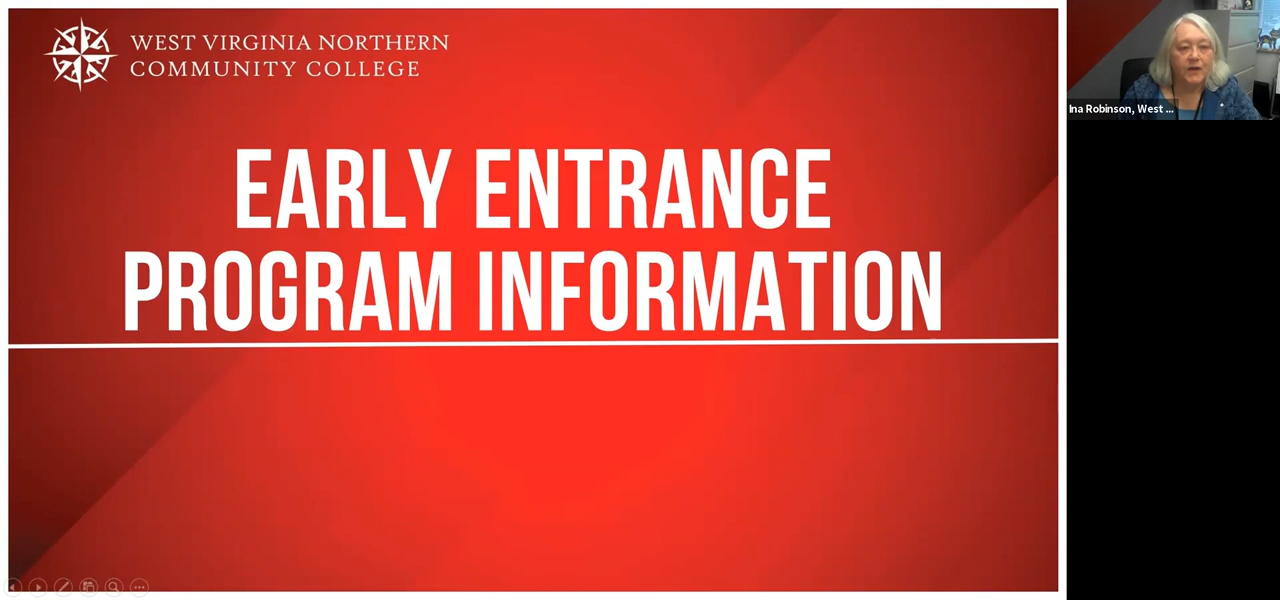 WEST VIRGINIA NORTHERN
COMMUNITY COLLEGE
EARLY ENTRANCE
PROGRAM INFORMATION
Ina Robinson, West ...